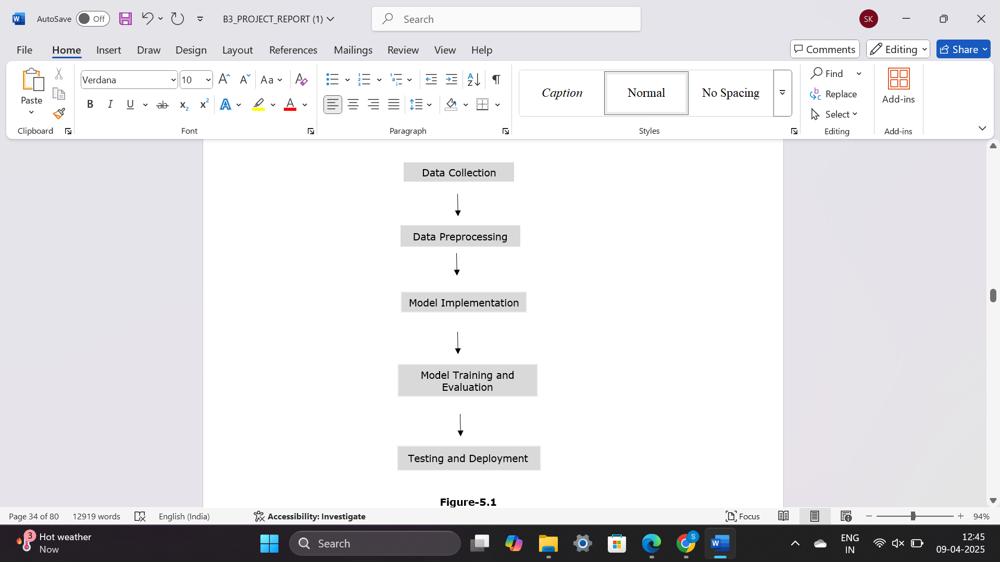 AutoSave Off B3_PROJECT_REPORT (1) Search SK
File Home Insert Draw Design Layout References Mailings Review View Help Comments Editing Share
Verdana 10 Aa
Paste
B I U ab x2 x2 A A
Caption Normal No Spacing
Find
Replace
Select
Add-ins
Clipboard Font Paragraph Styles Editing Add-ins
Data Collection
Data Preprocessing
Model Implementation
Model Training and
Evaluation
Testing and Deployment
Figure-5.1
Page 34 of 80 12919 words English (India) Accessibility: Investigate Focus 94%
3 Hot weather
Now
Search
S
ENG
IN
12:45
09-04-2025